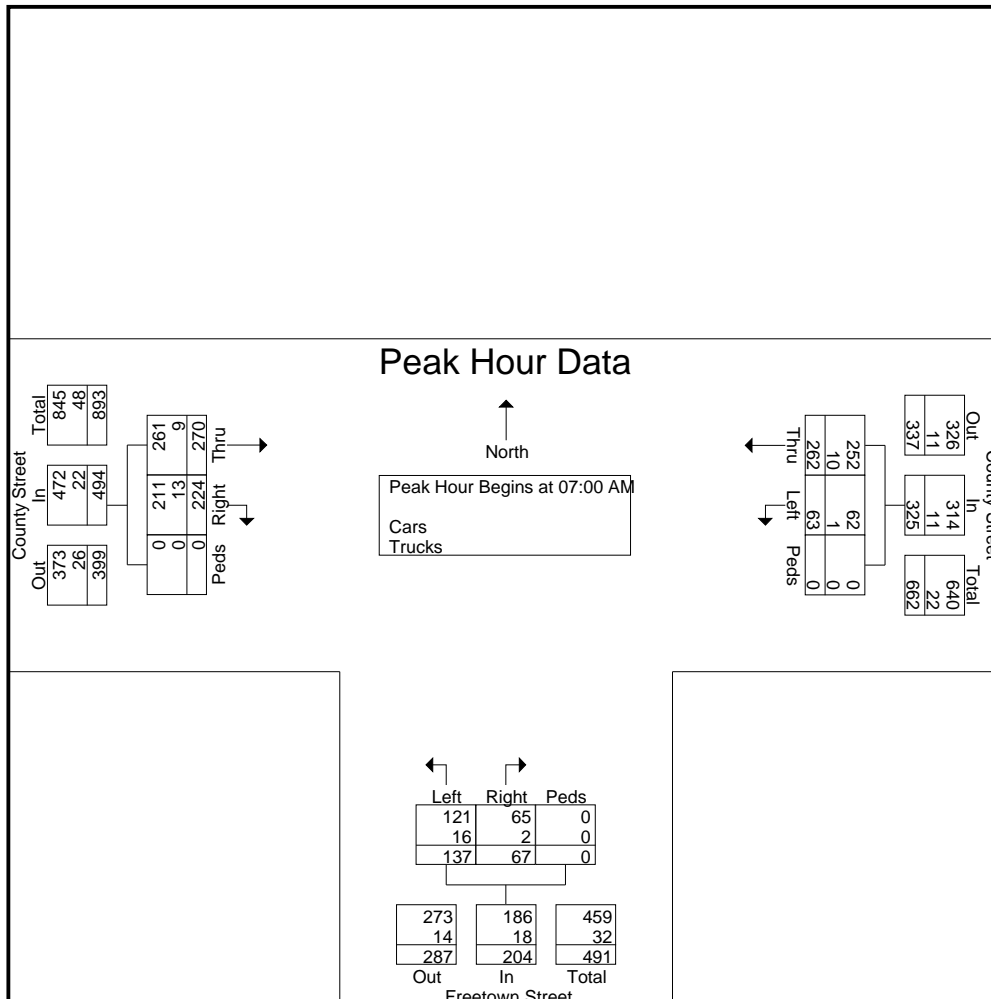 Peak Hour Data
North
Peak Hour Begins at 07:00 AM
Cars
Trucks
County Street
Out In Total
373 472 845
26 22 48
399 494 893
Thru Right Peds
261 211 0
9 13 0
270 224 0
County Street
Out In Total
326 314 640
11 11 22
337 325 662
Thru Left Peds
252 62 0
10 1 0
262 63 0
Left Right Peds
121 65 0
16 2 0
137 67 0
273 186 459
14 18 32
287 204 491
Out In Total
Freetown Street